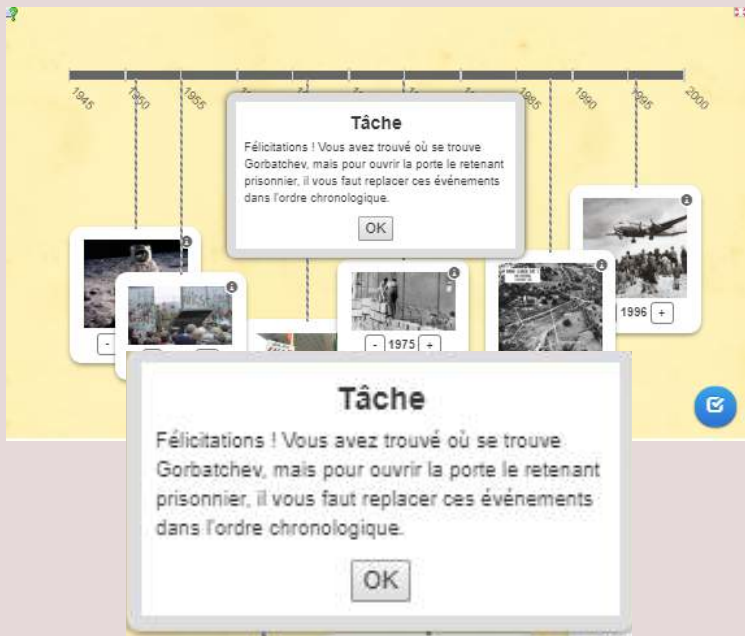 1945
1950
1955
1985
1990
1995
2000
Tâche
Félicitations ! Vous avez trouvé où se trouve
Gorbatchev, mais pour ouvrir la porte le retenant
prisonnier, il vous faut replacer ces événements
dans l'ordre chronologique.
OK
- 1975 +
1996 +
-
Tâche
Félicitations ! Vous avez trouvé où se trouve
Gorbatchev, mais pour ouvrir la porte le retenant
prisonnier, il vous faut replacer ces événements
dans l'ordre chronologique.
OK